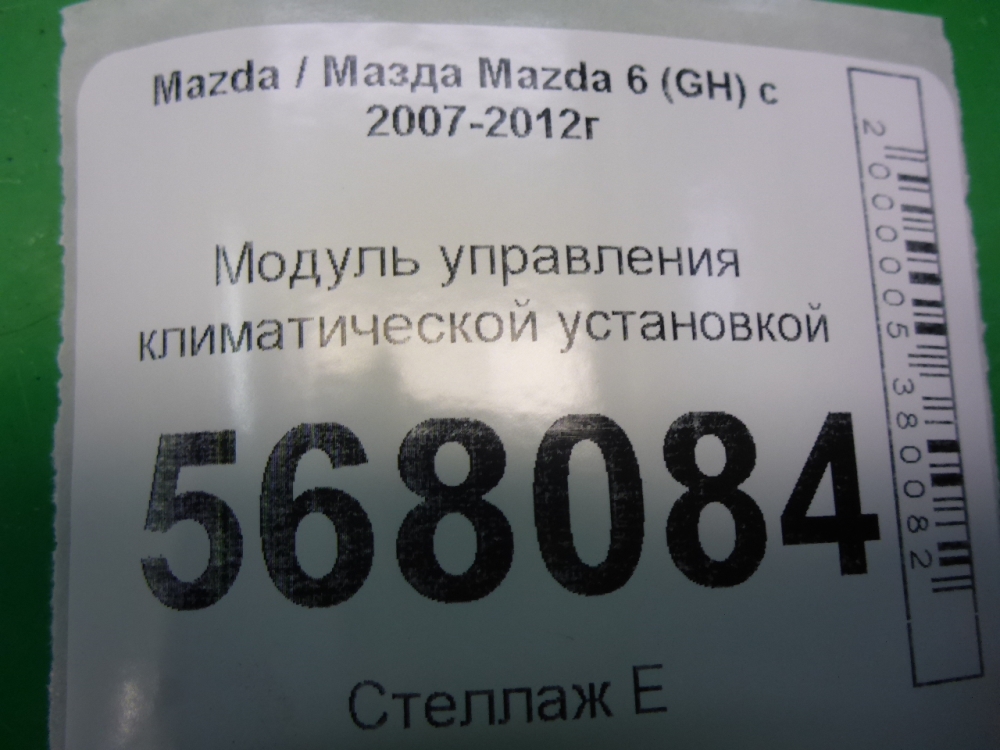 Mazda / Мазда Mazda 6 (GH) с
2007-2012г
Модуль управления
климатической установкой
568084
Стеллаж Е
2000005380082